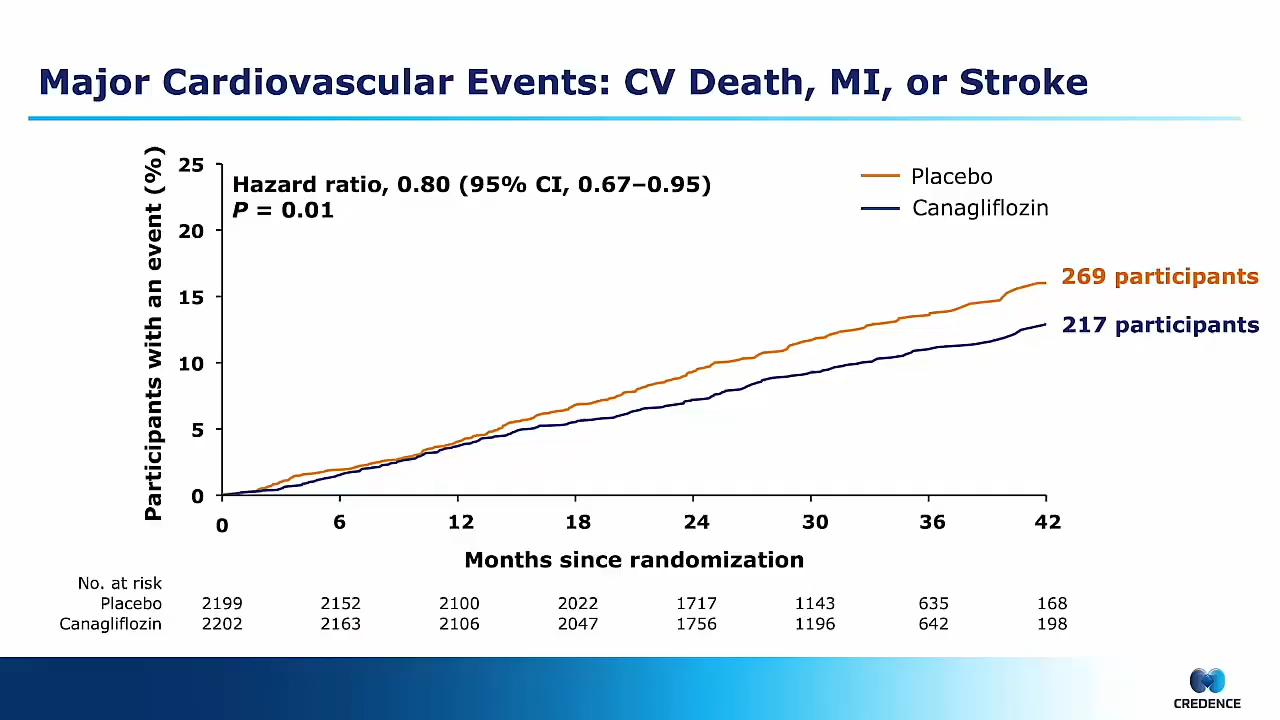 Major Cardiovascular Events: CV Death, MI, or Stroke
Participants with an event (%)
25
20
15
10
5
0
Hazard ratio, 0.80 (95% CI, 0.67–0.95)
P = 0.01
Placebo
Canagliflozin
269 participants
217 participants
0 6 12 18 24 30 36 42
Months since randomization
No. at risk
Placebo 2199 2152 2100 2022 1717 1143 635 168
Canagliflozin 2202 2163 2106 2047 1756 1196 642 198
CREDENCE